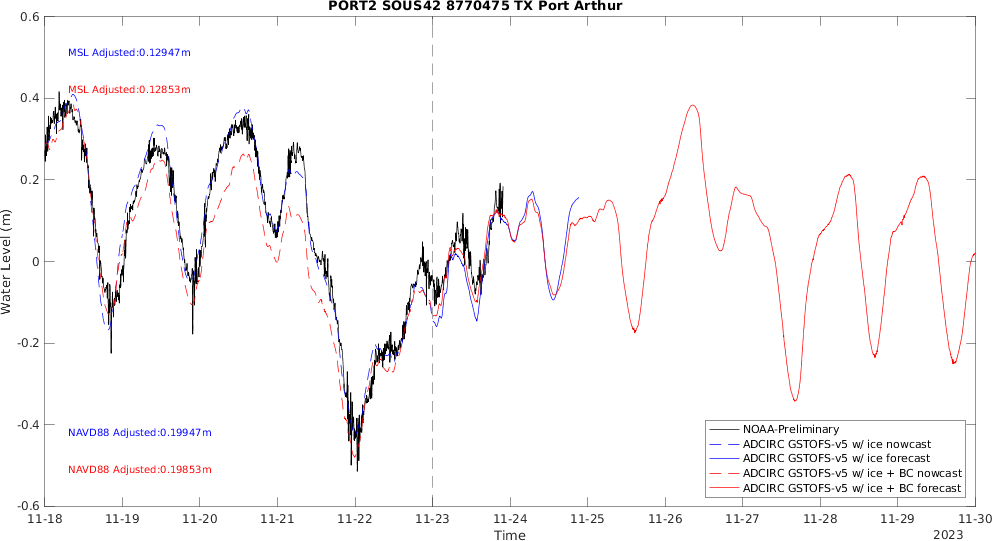 PORT2 SOUS42 8770475 TX Port Arthur
0.6
0.4
0.2
0
-0.2
-0.4
-0.6
Water Level (m)
MSL Adjusted:0.12947m
MSL Adjusted:0.12853m
NAVD88 Adjusted:0.19947m
NAVD88 Adjusted:0.19853m
NOAA-Preliminary
ADCIRC GSTOFS-v5 w/ ice nowcast
ADCIRC GSTOFS-v5 w/ ice forecast
ADCIRC GSTOFS-v5 w/ ice + BC nowcast
ADCIRC GSTOFS-v5 w/ ice + BC forecast
11-18 11-19 11-20 11-21 11-22 11-23 11-24 11-25 11-26 11-27 11-28 11-29 11-30
Time
2023